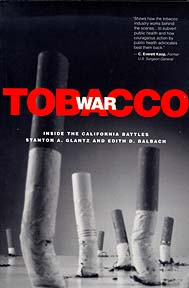 "Shows how the tobacco
industry works behind
the scenes... to subvert
public health and how
courageous action by
public health advocates
beat them back."
— C. Everett Koop, Former
U.S. Surgeon General
TOBACCO
WAR
INSIDE THE CALIFORNIA BATTLES
STANTON A. GLANTZ AND EDITH D. BALBACH